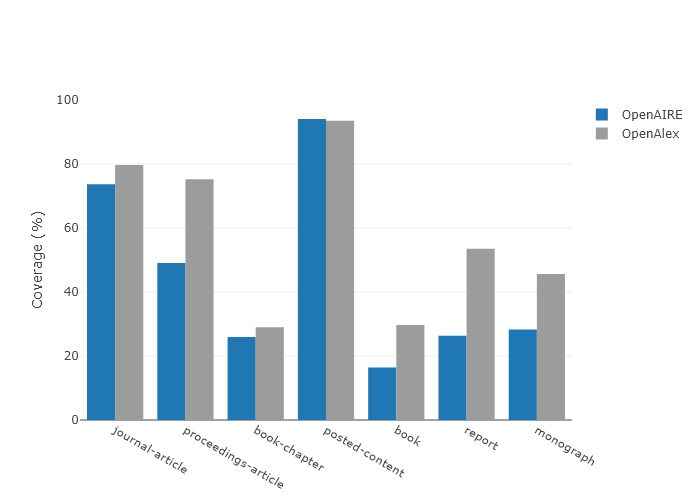 100
80
60
40
20
0
Coverage (%)
journal-article
proceedings-article
book-chapter
posted-content
book
report
monograph
OpenAIRE
OpenAlex